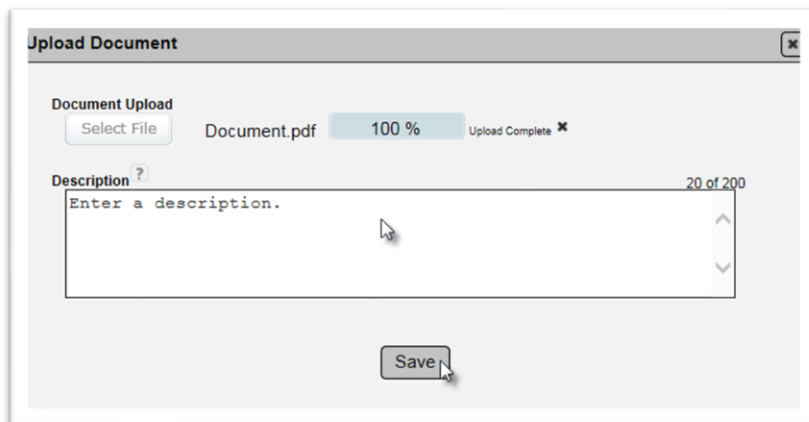 Upload Document
Document Upload
Select File Document.pdf 100 % Upload Complete ✖
Description ? 20 of 200
Enter a description.
Save